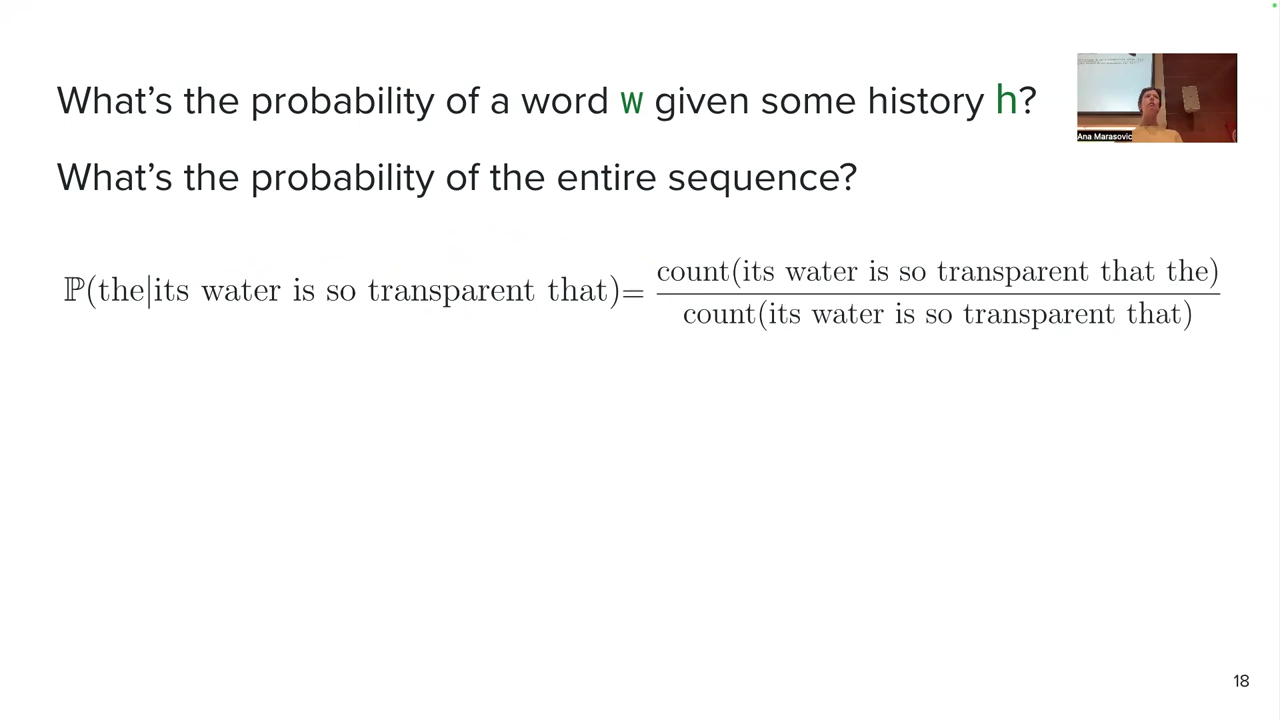 What's the probability of a word w given some history h?
Ana Marasovic
What's the probability of the entire sequence?
ℙ(the|its water is so transparent that)= count(its water is so transparent that the)
count(its water is so transparent that)
18